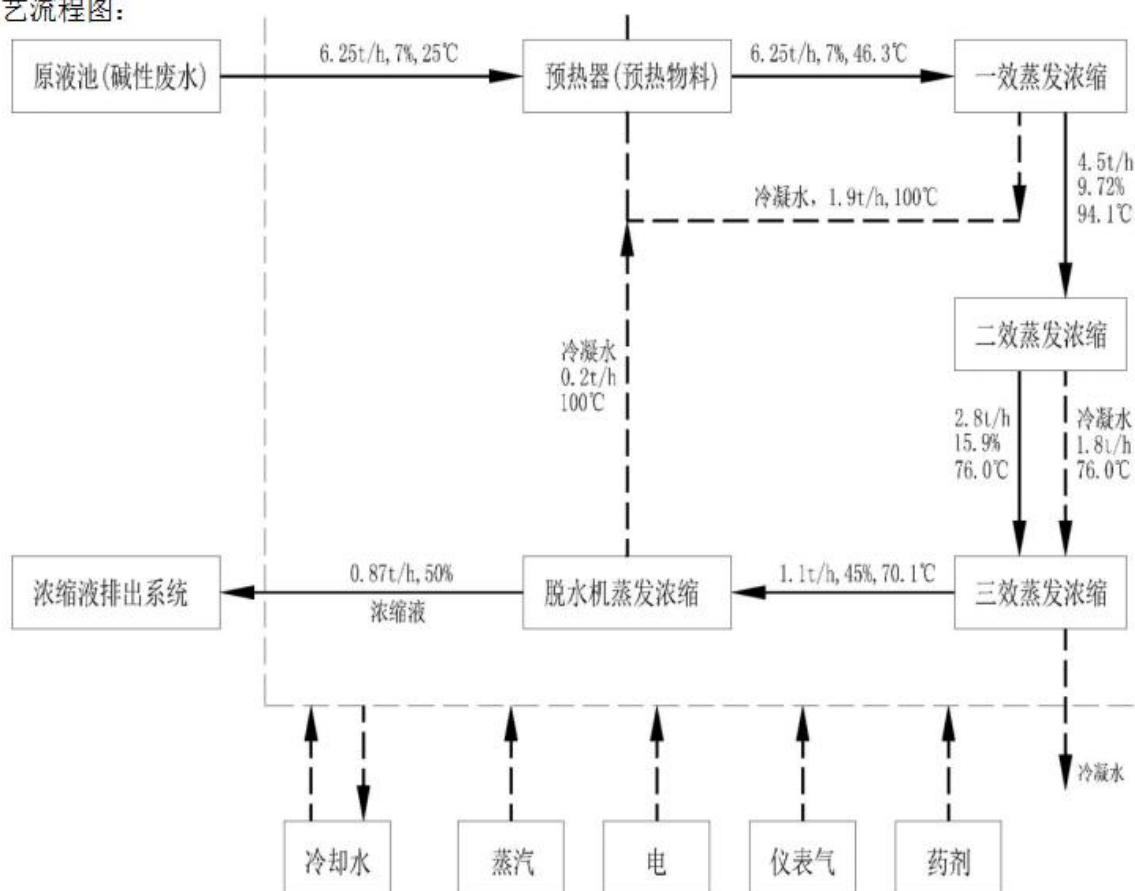 艺流程图：
原液池(碱性废水)
6.25t/h,7%,25℃
预热器(预热物料)
6.25t/h,7%,46.3℃
一效蒸发浓缩
冷凝水，1.9t/h,100℃
4.5t/h
9.72%
94.1℃
二效蒸发浓缩
冷凝水
0.2t/h
100℃
2.8t/h
15.9%
76.0℃
冷凝水
1.8t/h
76.0℃
浓缩液排出系统
0.87t/h,50%
浓缩液
脱水机蒸发浓缩
1.1t/h,45%,70.1℃
三效蒸发浓缩
冷凝水
冷却水
蒸汽
电
仪表气
药剂